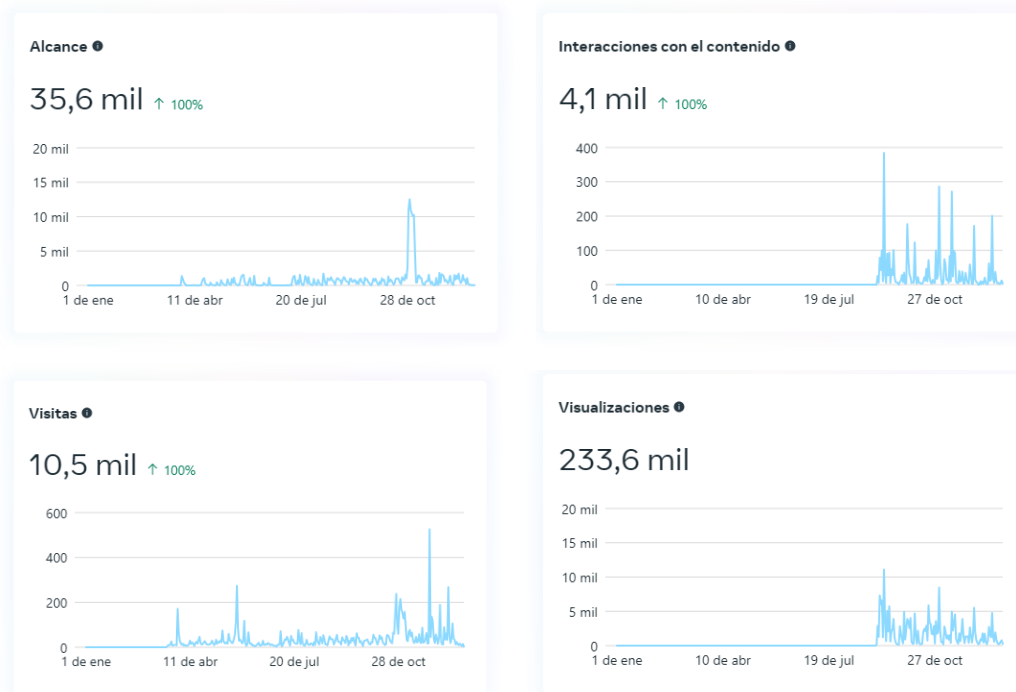 Alcance
35,6 mil ↑ 100%
20 mil
15 mil
10 mil
5 mil
0
1 de ene 11 de abr 20 de jul 28 de oct
Interacciones con el contenido
4,1 mil ↑ 100%
400
300
200
100
0
1 de ene 10 de abr 19 de jul 27 de oct
Visitas
10,5 mil ↑ 100%
600
400
200
0
1 de ene 11 de abr 20 de jul 28 de oct
Visualizaciones
233,6 mil
20 mil
15 mil
10 mil
5 mil
0
1 de ene 10 de abr 19 de jul 27 de oct